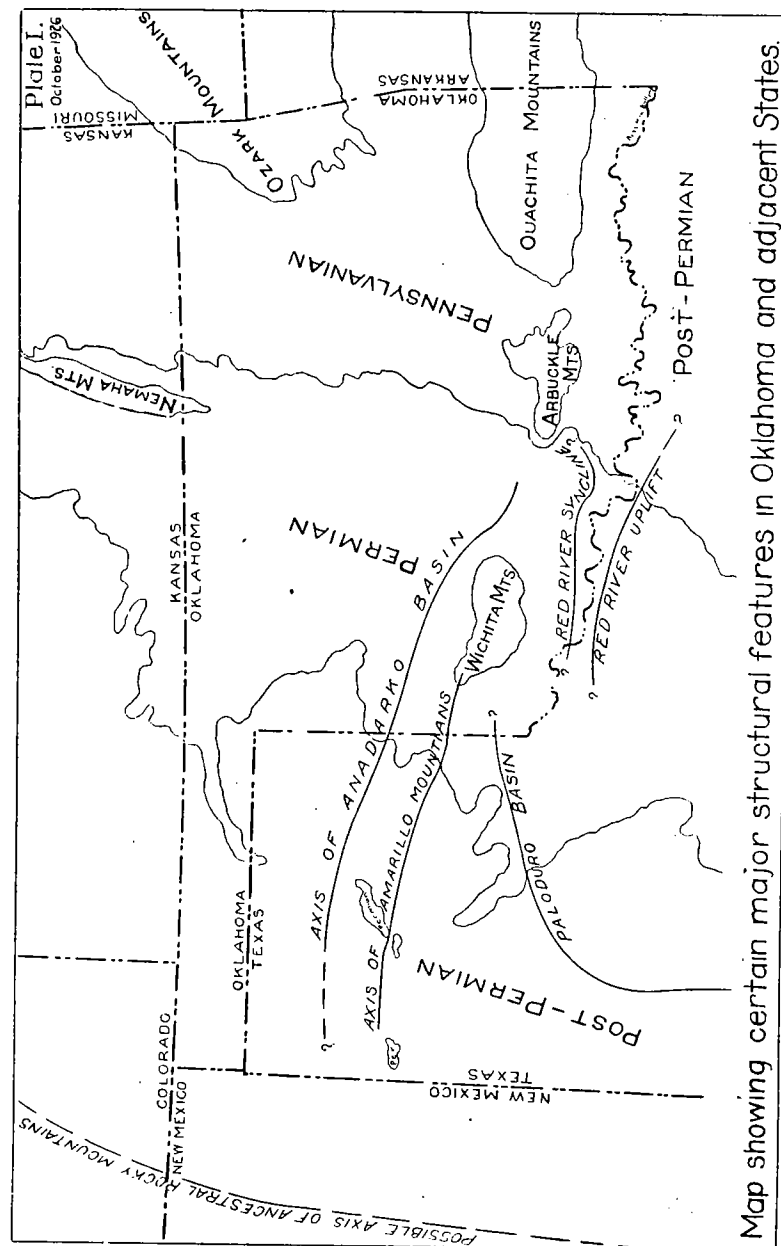 Plate I.
October 1926
KANSAS
MISSOURI
OZARK MOUNTAINS
OKLAHOMA
ARKANSAS
OUACHITA MOUNTAINS
PENNSYLVANIAN
NEMAHA MTS.
ARBUCKLE
MTS
POST-PERMIAN
KANSAS
OKLAHOMA
PERMIAN
AXIS OF ANADARKO BASIN
WICHITA MTS
RED RIVER SYNCLINE
?
?
RED RIVER UPLIFT
?
?
AXIS OF AMARILLO MOUNTIANS
PALODURO BASIN
?
OKLAHOMA
TEXAS
?
POST-PERMIAN
COLORADO
NEW MEXICO
TEXAS
NEW MEXICO
POSSIBLE AXIS OF ANCESTRAL ROCKY MOUNTAINS
Map showing certain major structural features in Oklahoma and adjacent States.